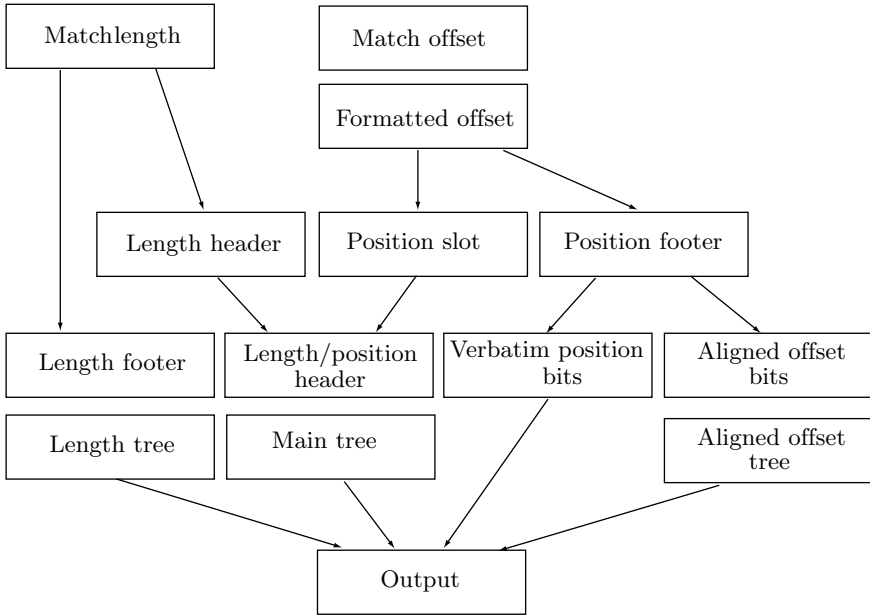 Matchlength
Match offset
Formatted offset
Length header
Position slot
Position footer
Length footer
Length/position
header
Verbatim position
bits
Aligned offset
bits
Length tree
Main tree
Aligned offset
tree
Output